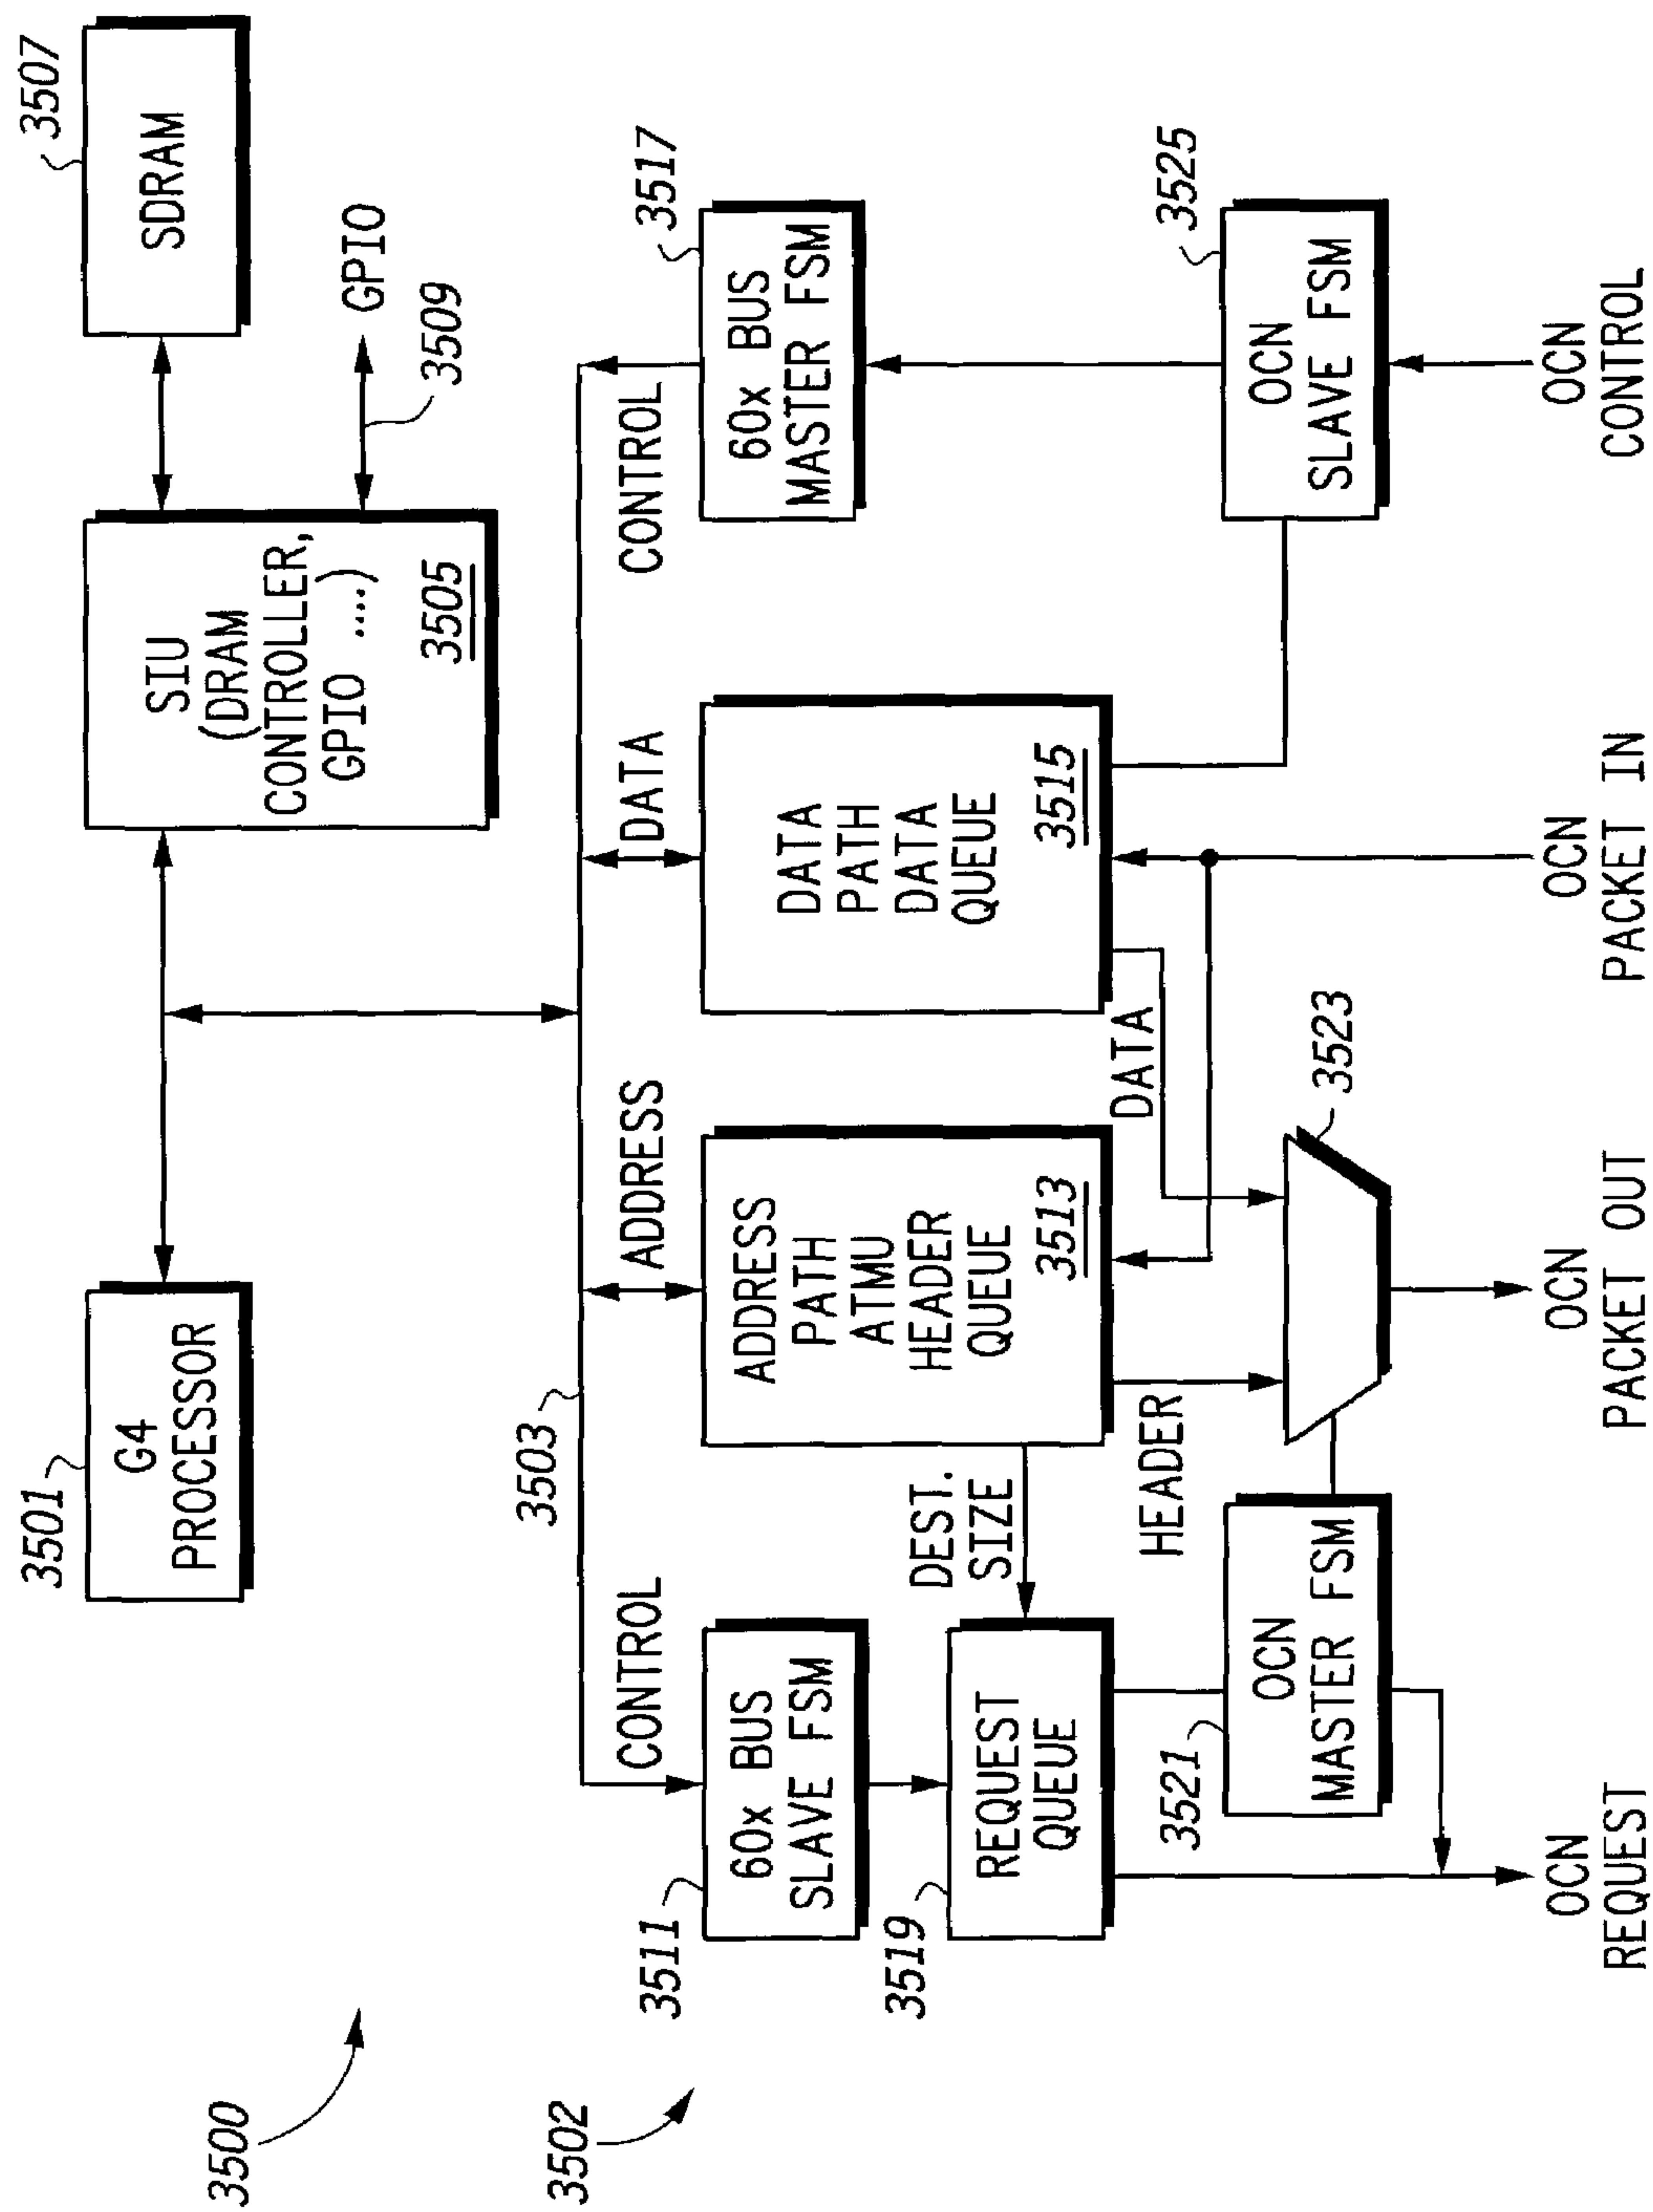 3500
3501
G4
PROCESSOR
SIU
(DRAM
CONTROLLER,
GPIO ....)
3505
SDRAM
3507
GPIO
3509
3502
3503
CONTROL
ADDRESS
DATA
CONTROL
3511
60x BUS
SLAVE FSM
ADDRESS
PATH
ATMU
HEADER
QUEUE
3513
DATA
PATH
DATA
QUEUE
3515
60x BUS
MASTER FSM
3517
DEST.
SIZE
3519
REQUEST
QUEUE
HEADER
DATA
3521
OCN
MASTER FSM
3523
OCN
SLAVE FSM
3525
OCN
REQUEST
OCN
PACKET OUT
OCN
PACKET IN
OCN
CONTROL